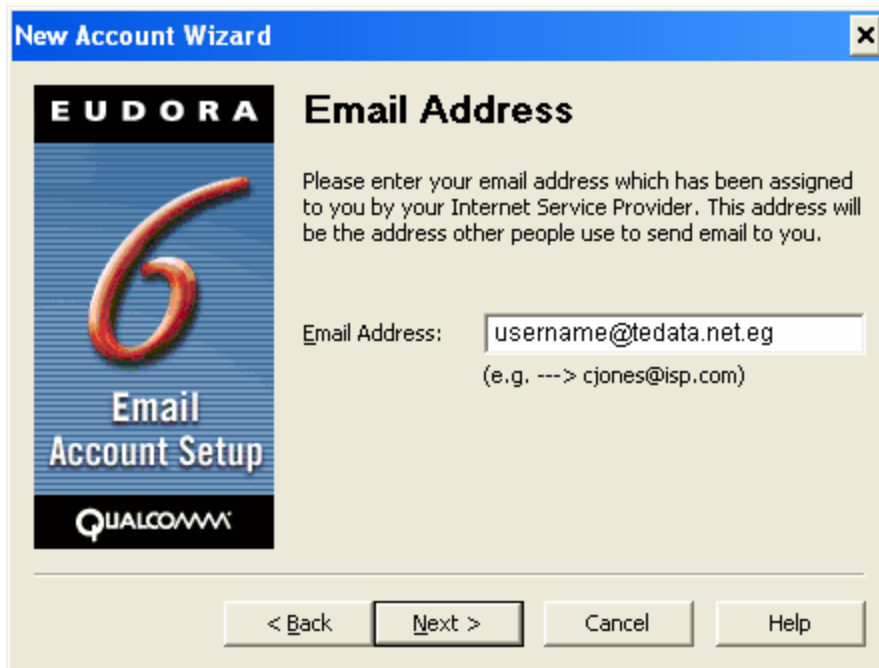 New Account Wizard
EUDORA
6
Email
Account Setup
QUALCOMM
Email Address
Please enter your email address which has been assigned
to you by your Internet Service Provider. This address will
be the address other people use to send email to you.
Email Address: username@tedata.net.eg
(e.g. ---> cjones@isp.com)
< Back
Next >
Cancel
Help